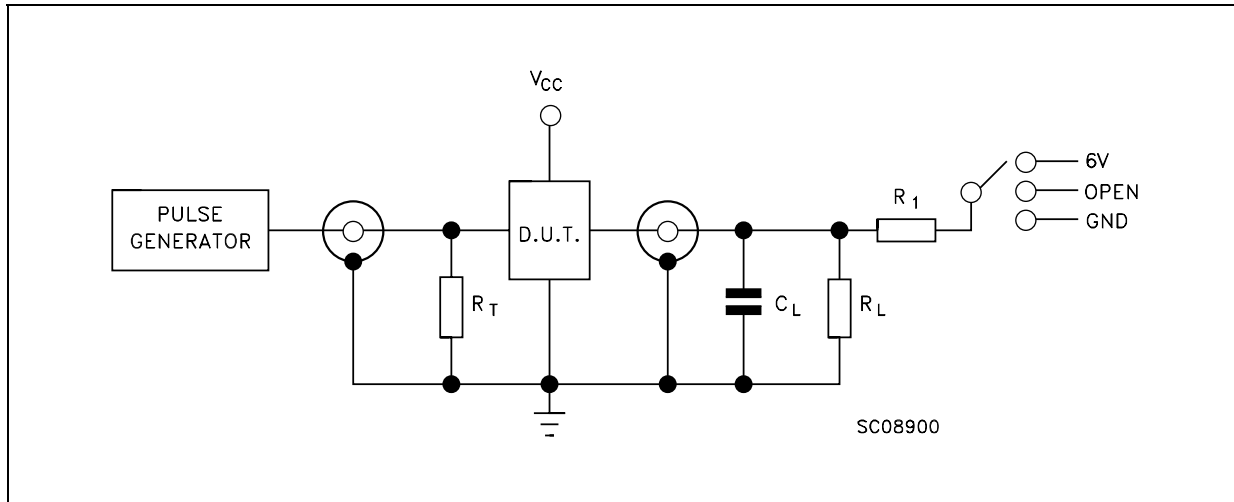 VCC
PULSE
GENERATOR
D.U.T.
RT
CL
RL
R1
6V
OPEN
GND
SC08900